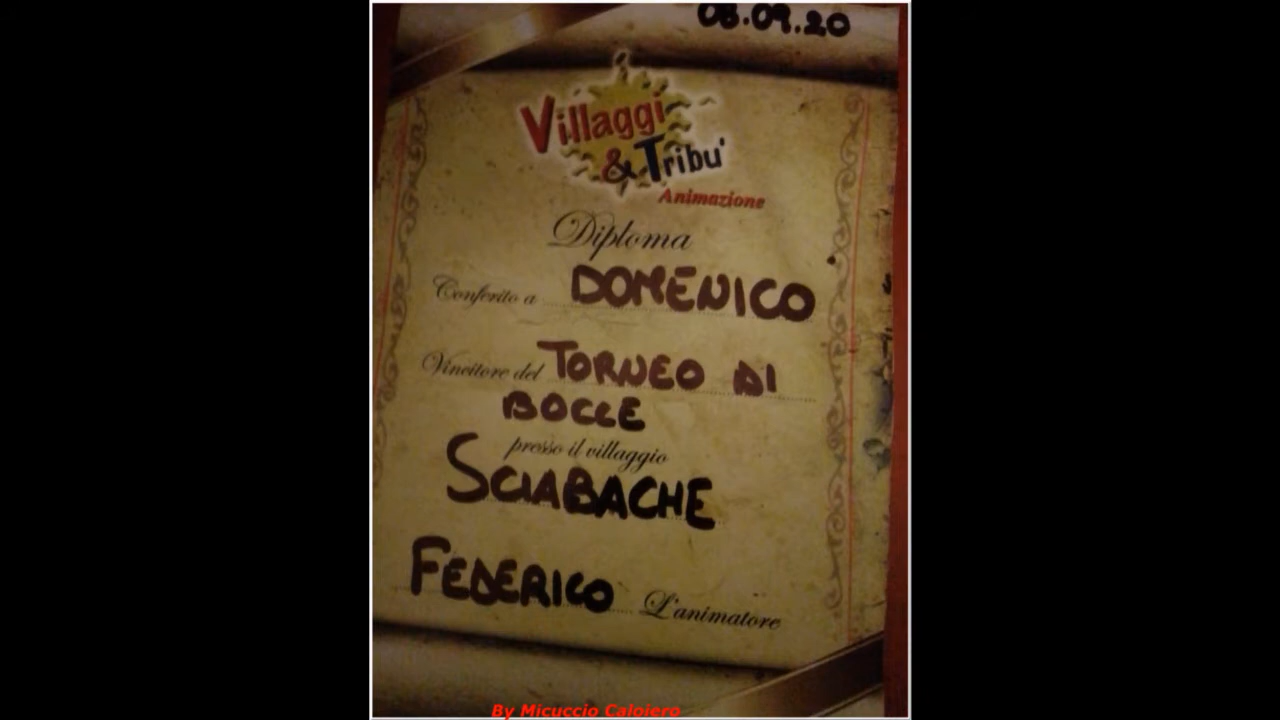 08.09.20
Villaggi
& Tribu'
Animazione
Diploma
Conferito a DOMENICO
Vincitore del TORNEO DI
BOCCE
presso il villaggio
SCIABACHE
FEDERICO L'animatore
By Micuccio Caloiero